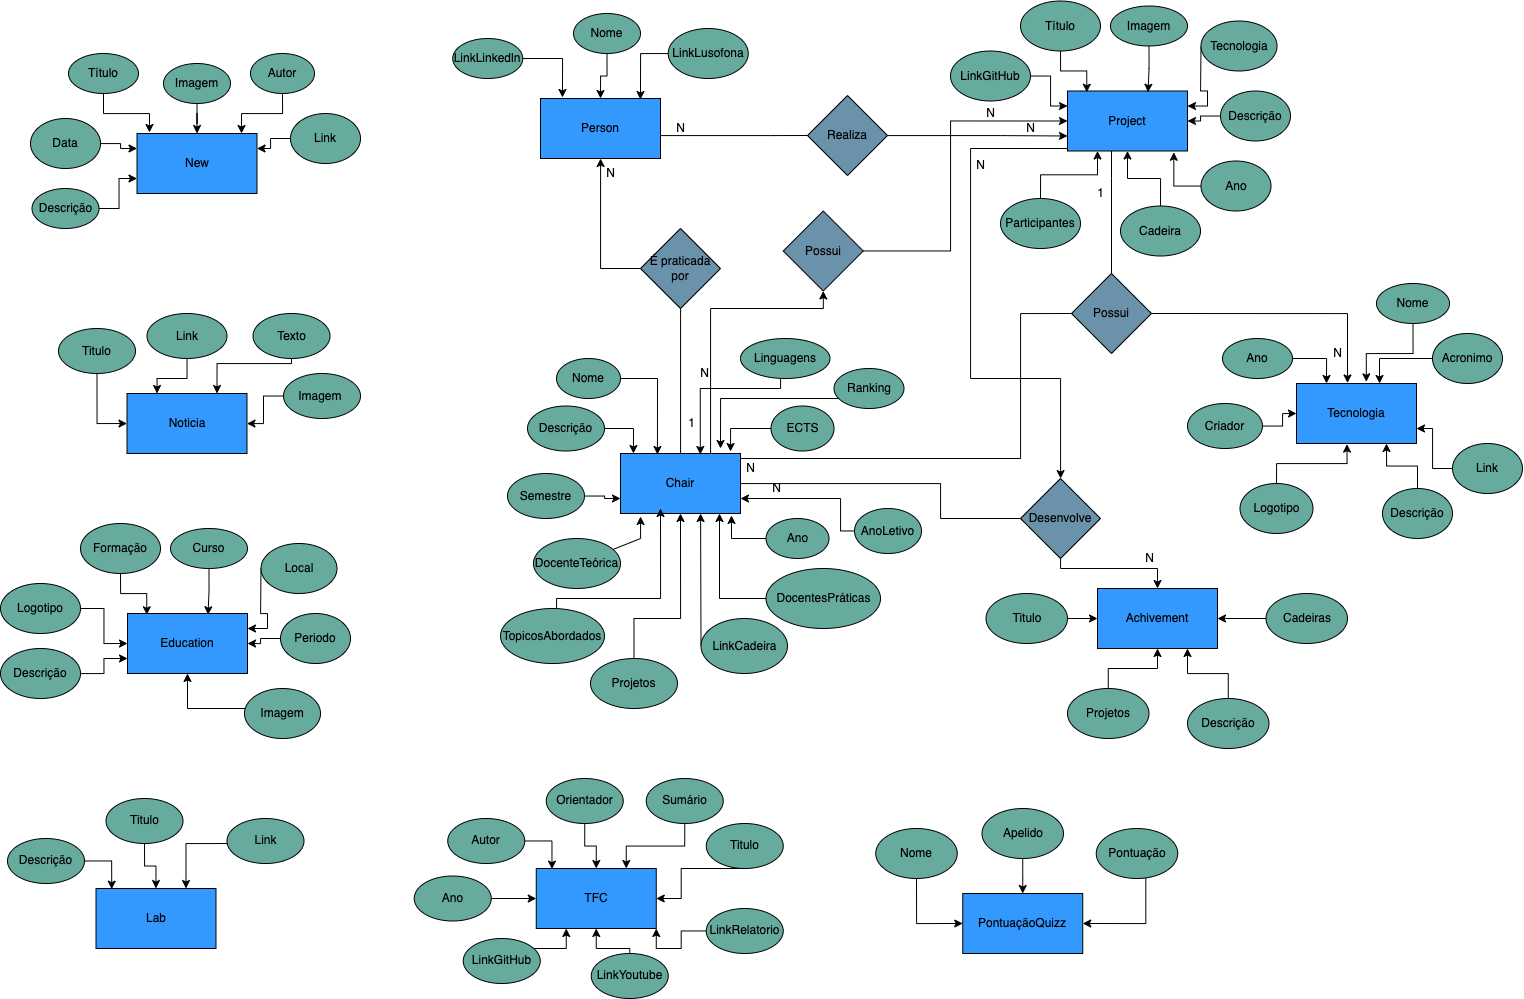 Título
Imagem
Autor
Data
Link
New
Descrição
LinkLinkedIn
Nome
LinkLusofona
Person
N
Realiza
N
N
Título
Imagem
Tecnologia
LinkGitHub
Project
Descrição
N
N
Ano
Participantes
1
Cadeira
É praticada
por
Possui
Possui
Titulo
Link
Texto
Imagem
Noticia
Nome
Linguagens
N
Ranking
Descrição
1
ECTS
Semestre
Chair
N
N
Ano
AnoLetivo
DocenteTeórica
DocentesPráticas
TopicosAbordados
LinkCadeira
Projetos
Nome
Ano
N
Acronimo
Criador
Tecnologia
Link
Logotipo
Descrição
Desenvolve
N
Titulo
Achivement
Cadeiras
Projetos
Descrição
Formação
Curso
Local
Logotipo
Education
Periodo
Descrição
Imagem
Descrição
Titulo
Link
Lab
Orientador
Sumário
Autor
Titulo
Ano
TFC
LinkRelatorio
LinkGitHub
LinkYoutube
Nome
Apelido
Pontuação
PontuaçãoQuizz